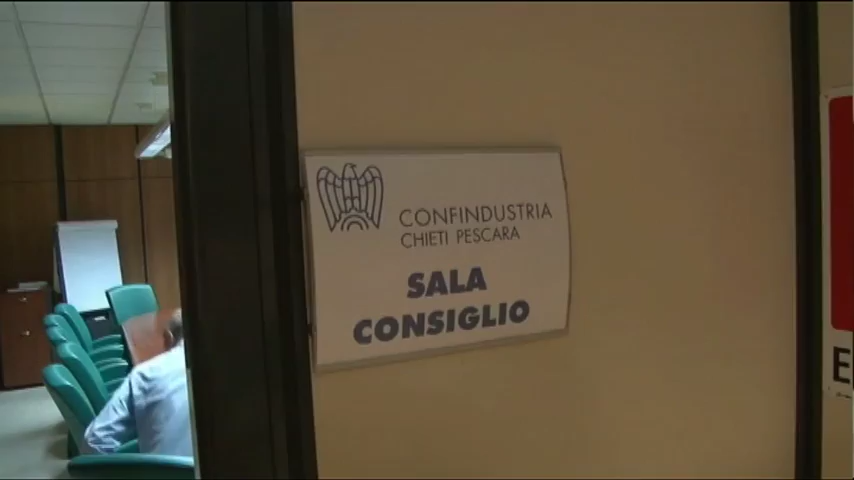 CONFINDUSTRIA
CHIETI PESCARA
SALA
CONSIGLIO
E